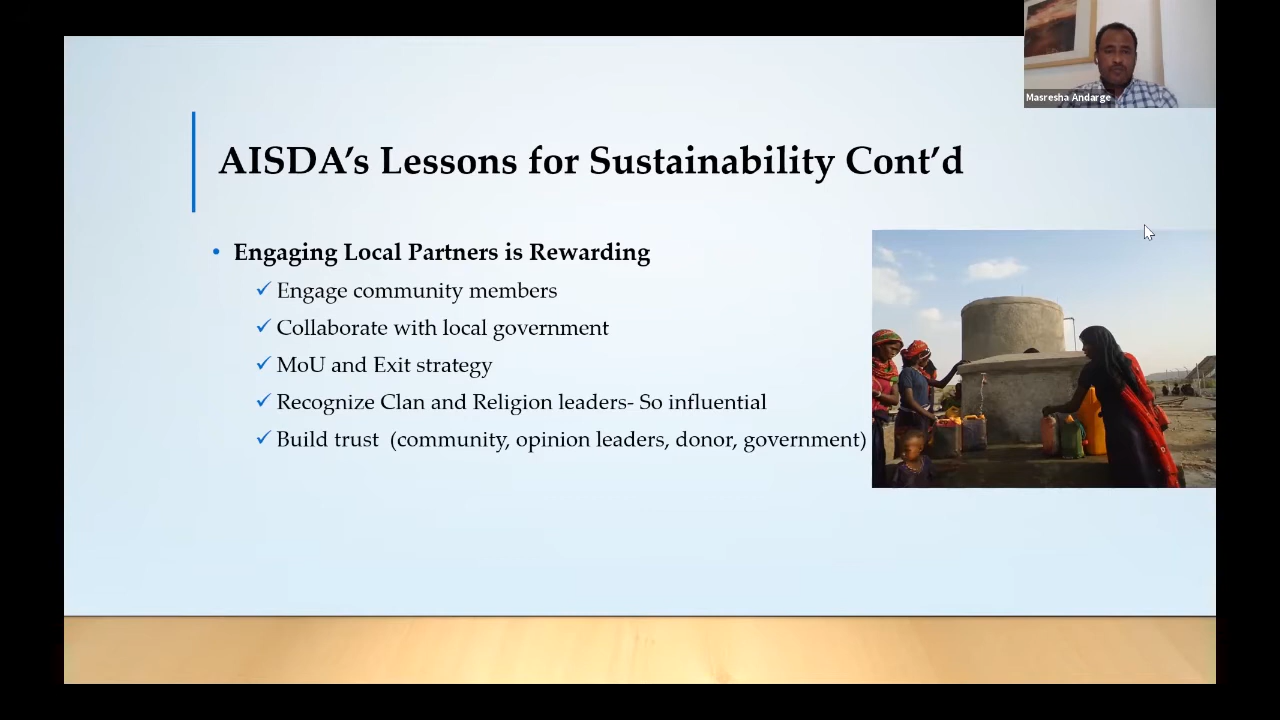 Masresha Andarge
AISDA’s Lessons for Sustainability Cont’d
• Engaging Local Partners is Rewarding
✓ Engage community members
✓ Collaborate with local government
✓ MoU and Exit strategy
✓ Recognize Clan and Religion leaders- So influential
✓ Build trust  (community, opinion leaders, donor, government)